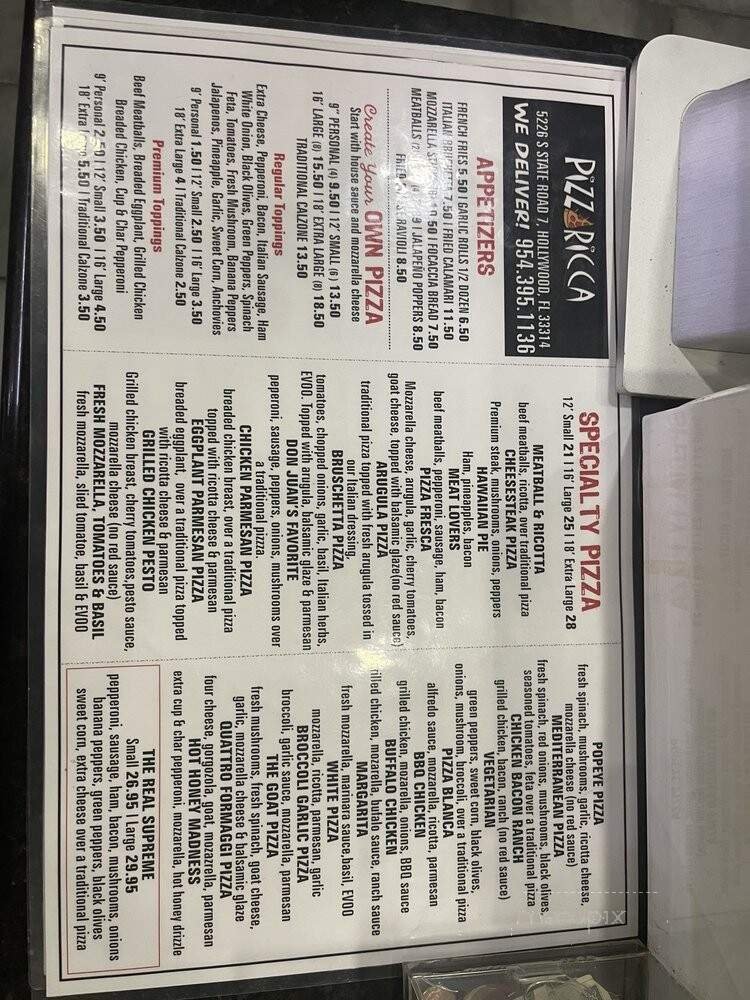 PiZZARiCCA
5226 S STATE ROAD 7, HOLLYWOOD, FL 33314
WE DELIVER! 954.395.1136
APPETIZERS
FRENCH FRIES 5.50 | GARLIC ROLLS 1/2 DOZEN 6.50
ITALIAN 7.50 | FRIED CALAMARI 11.50
MOZZARELLA | FOCACCIA BREAD 7.50
MEATBALLS | JALAPEÑO POPPERS 8.50
FRIED RAVIOLI 8.50
Create Your OWN PIZZA
Start with house sauce and mozzarella cheese
9" PERSONAL (4) 9.50 | 12" SMALL (6) 13.50
16" LARGE (8) 15.50 | 18" EXTRA LARGE (8) 18.50
TRADITIONAL CALZONE 13.50
Regular Toppings
Extra Cheese, Pepperoni, Bacon, Italian Sausage, Ham
White Onion, Black Olives, Green Peppers, Spinach
Feta, Tomatoes, Fresh Mushroom, Banana Peppers
Jalapenos, Pineapple, Garlic, Sweet Corn, Anchovies
9" Personal 1.50 | 12" Small 2.50 | 16" Large 3.50
18" Extra Large 4 | Traditional Calzone 2.50
Premium Toppings
Beef Meatballs, Breaded Eggplant, Grilled Chicken
Breaded Chicken, Cup & Char Pepperoni
9" Personal 2.50 | 12" Small 3.50 | 16" Large 4.50
18" Extra Large 5.50 | Traditional Calzone 3.50
SPECIALTY PIZZA
12" Small 21 | 16" Large 25 | 18" Extra Large 28
MEATBALL & RICOTTA
beef meatballs, ricotta, over traditional pizza
CHEESESTEAK PIZZA
Premium steak, mushrooms, onions, peppers
HAWAIIAN PIE
Ham, pineapples, bacon
MEAT LOVERS
beef meatballs, pepperoni, sausage, ham, bacon
PIZZA FRESCA
Mozzarella cheese, arugula, garlic, cherry tomatoes,
goat cheese, topped with balsamic glaze(no red sauce)
ARUGULA PIZZA
traditional pizza topped with fresh arugula tossed in
our Italian dressing.
BRUSCHETTA PIZZA
tomatoes, chopped onions, garlic, basil, Italian herbs,
EVOO. topped with arugula, balsamic glaze & parmesan
DON JUAN'S FAVORITE
peperoni, sausage, peppers, onions, mushrooms over
a traditional pizzza.
CHICKEN PARMESAN PIZZA
breaded chicken breast, over a traditional pizza
topped with ricotta cheese & parmesan
EGGPLANT PARMESAN PIZZA
breaded eggplant, over a traditional pizza topped
with ricotta cheese & parmesan
GRILLED CHICKEN PESTO
Grilled chicken breast, cherry tomatoes,pesto sauce,
mozzarella cheese (no red sauce)
FRESH MOZZARELLA, TOMATOES & BASIL
fresh mozzarella, slied tomatoe, basil & EVOO
POPEYE PIZZA
fresh spinach, mushrooms, garlic, ricotta cheese,
mozzarella cheese (no red sauce)
MEDITERRANEAN PIZZA
fresh spinach, red onions, mushrooms, black olives,
seasoned tomatoes, feta over a traditional pizza
CHICKEN BACON RANCH
grilled chicken, bacon, ranch (no red sauce)
VEGETARIAN
green peppers, sweet corn, black olives,
onions, mushroom, broccoli, over a traditional pizza
PIZZA BLANCA
alfredo sauce, mozzarella, ricotta, parmesan
BBQ CHICKEN
grilled chicken, mozarella, onions, BBQ sauce
BUFFALO CHICKEN
rilled chicken, mozarella, bufalo sauce, ranch sauce
MARGARITA
fresh mozzarella, marinara sauce,basil, EVOO
WHITE PIZZA
mozzarella, ricotta, parmesan, garlic
BROCCOLI GARLIC PIZZA
broccoli, garlic sauce, mozzarella, parmesan
THE GOAT PIZZA
fresh mushrooms, fresh spinach, goat cheese,
garlic, mozzarella cheese & balsamic glaze
QUATTRO FORMAGGI PIZZA
four cheese, gorgozola, goat, mozarrella, parmesan
HOT HONEY MADNESS
extra cup & char pepperoni, mozzarella, hot honey drizzle
THE REAL SUPREME
Small 26.95 | Large 29.95
pepperoni, sausage, ham, bacon, mushrooms, onions
banana peppers, green peppers, black olives
sweet corn, extra cheese over a traditional pizza